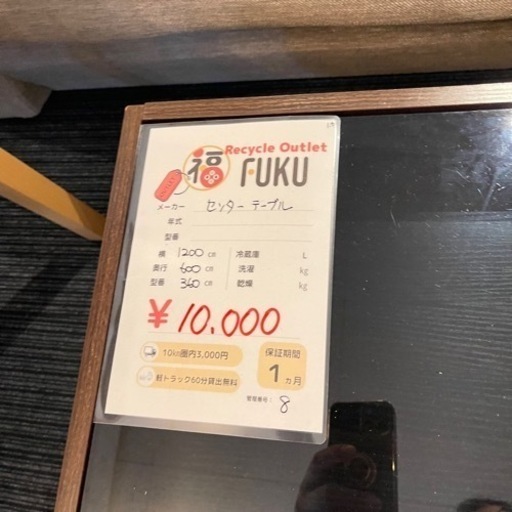 Recycle Outlet
福 FUKU
メーカー センターテーブル
年式
型番
横 1200 cm 冷蔵庫 L
奥行 600 cm 洗濯 kg
型番 360 cm 乾燥 kg
¥10.000
10km圏内3,000円
軽トラック60分貸出無料
保証期間
1ヵ月
管理番号: 8